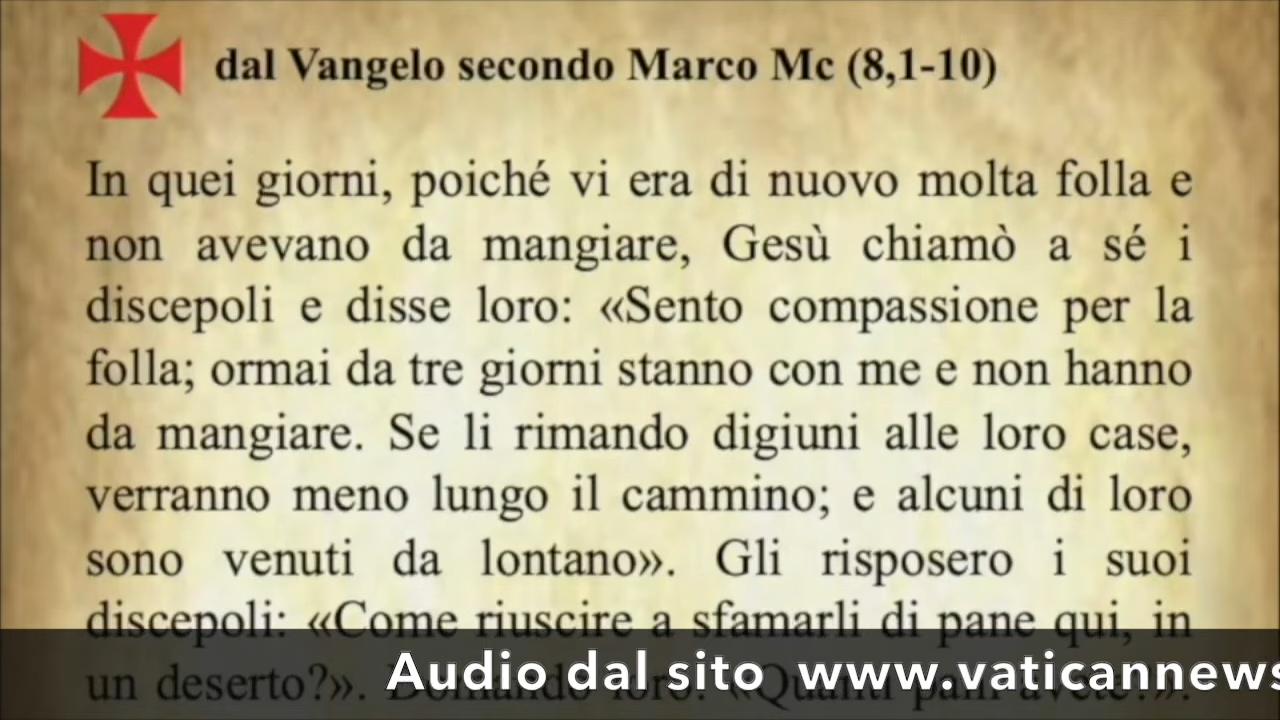 dal Vangelo secondo Marco Mc (8,1-10)
In quei giorni, poiché vi era di nuovo molta folla e
non avevano da mangiare, Gesù chiamò a sé i
discepoli e disse loro: «Sento compassione per la
folla; ormai da tre giorni stanno con me e non hanno
da mangiare. Se li rimando digiuni alle loro case,
verranno meno lungo il cammino; e alcuni di loro
sono venuti da lontano». Gli risposero i suoi
discepoli: «Come riuscire a sfamarli di pane qui, in
un deserto?».
Audio dal sito www.vaticannews